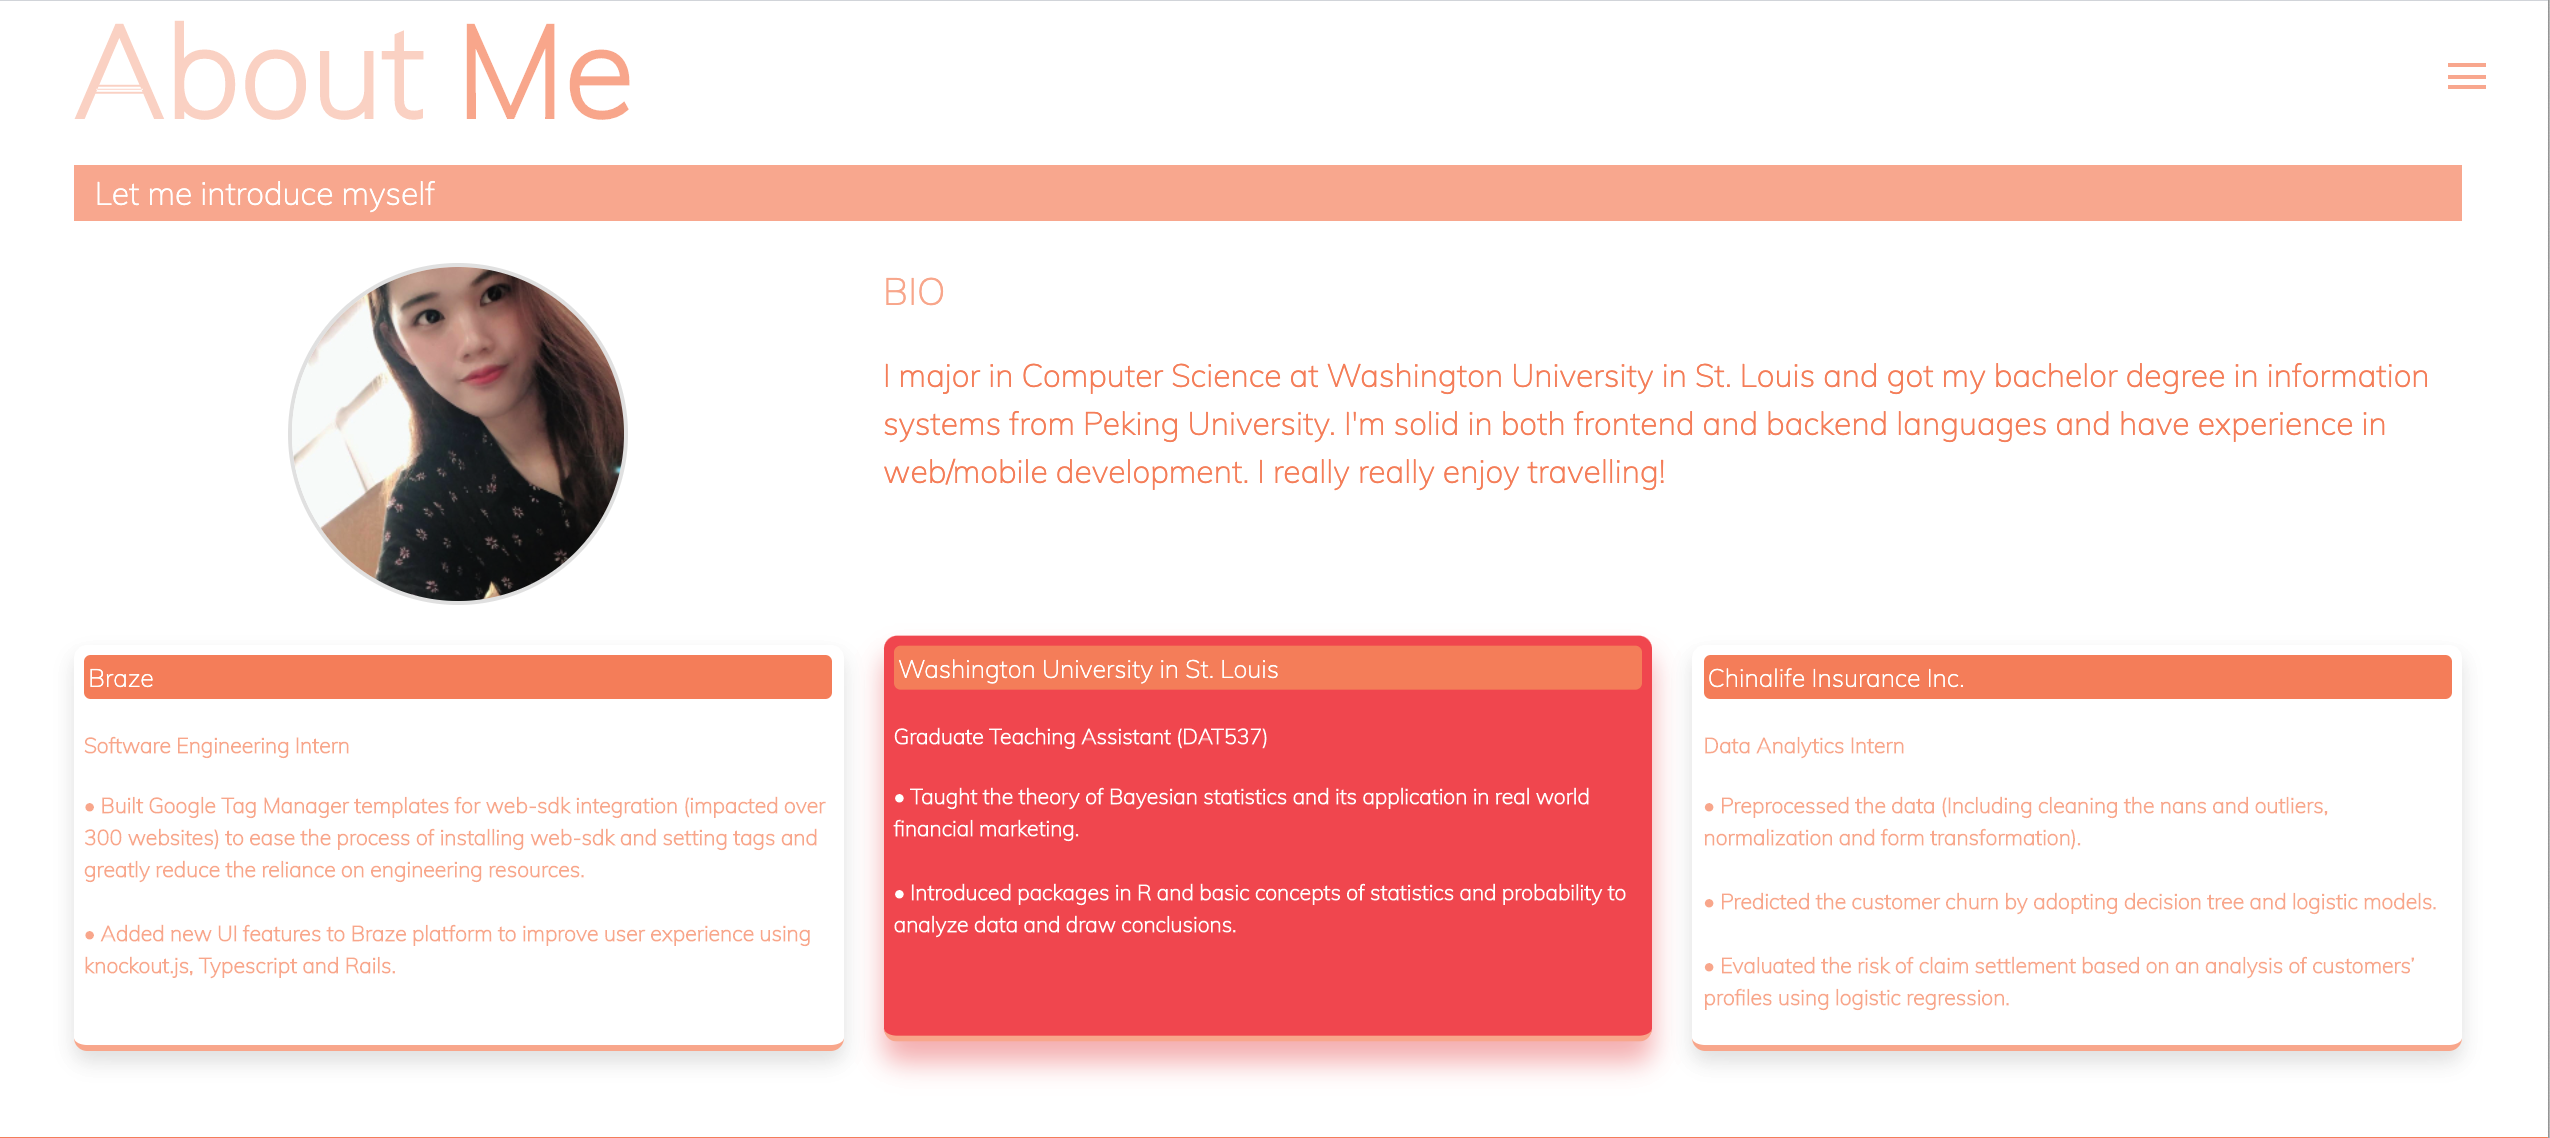 About Me
Let me introduce myself
BIO
I major in Computer Science at Washington University in St. Louis and got my bachelor degree in information
systems from Peking University. I'm solid in both frontend and backend languages and have experience in
web/mobile development. I really really enjoy travelling!
Braze
Software Engineering Intern
● Built Google Tag Manager templates for web-sdk integration (impacted over
300 websites) to ease the process of installing web-sdk and setting tags and
greatly reduce the reliance on engineering resources.
● Added new UI features to Braze platform to improve user experience using
knockout.js, Typescript and Rails.
Washington University in St. Louis
Graduate Teaching Assistant (DAT537)
● Taught the theory of Bayesian statistics and its application in real world
financial marketing.
● Introduced packages in R and basic concepts of statistics and probability to
analyze data and draw conclusions.
Chinalife Insurance Inc.
Data Analytics Intern
● Preprocessed the data (Including cleaning the nans and outliers,
normalization and form transformation).
● Predicted the customer churn by adopting decision tree and logistic models.
● Evaluated the risk of claim settlement based on an analysis of customers’
profiles using logistic regression.